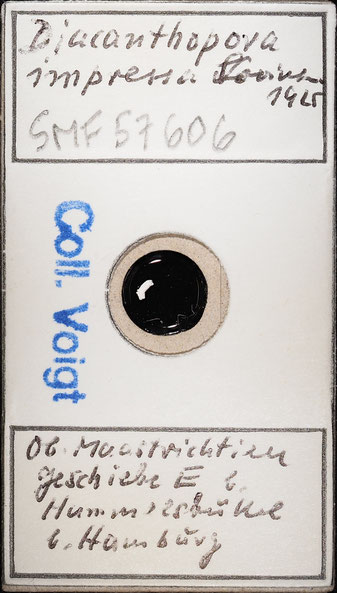 Diacanthopora
impressa
1925
SMF 57606
Coll. Voigt
Ob. Maastrichtien
Geschiebe E b.
Hummelsbüttel
b. Hamburg